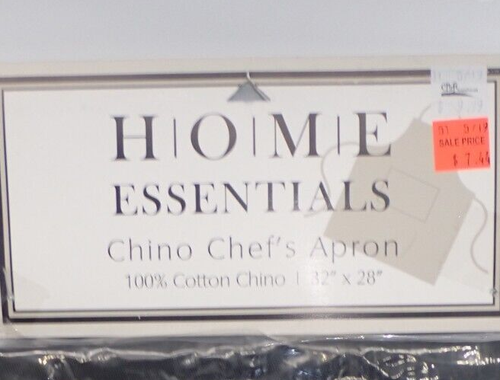 H|O|M|E
ESSENTIALS
Chino Chef's Apron
100% Cotton Chino | 32" x 28"
SALE PRICE
$ 7.44